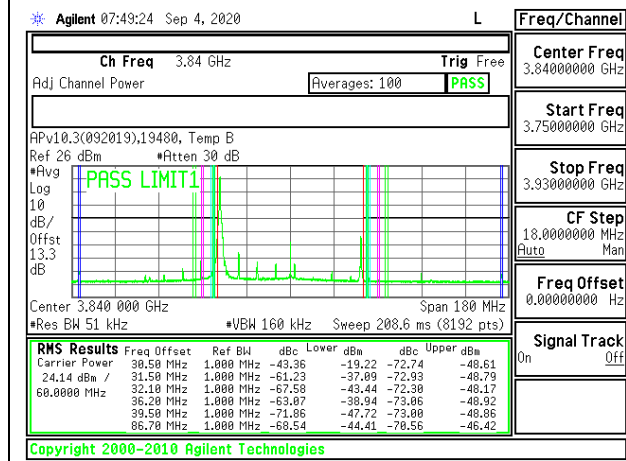 Agilent 07:49:24 Sep 4, 2020 L
Freq/Channel
Ch Freq 3.84 GHz Trig Free
Adj Channel Power Averages: 100 PASS
APv10.3(092019),19480, Temp B
Ref 26 dBm #Atten 30 dB
#Avg
Log
10
dB/
Offst
13.3
dB
PASS LIMIT1
Center 3.840 000 GHz Span 180 MHz
#Res BW 51 kHz #VBW 160 kHz Sweep 208.6 ms (8192 pts)
RMS Results Freq Offset Ref BW dBc Lower dBm dBc Upper dBm
Carrier Power 30.50 MHz 1.000 MHz -43.36 -19.22 -72.74 -48.61
24.14 dBm / 31.50 MHz 1.000 MHz -61.23 -37.09 -72.93 -48.79
60.0000 MHz 32.10 MHz 1.000 MHz -67.58 -43.44 -72.30 -48.17
36.20 MHz 1.000 MHz -63.07 -38.94 -73.06 -48.92
39.50 MHz 1.000 MHz -71.86 -47.72 -73.00 -48.86
86.70 MHz 1.000 MHz -68.54 -44.41 -70.56 -46.42
Center Freq
3.84000000 GHz
Start Freq
3.75000000 GHz
Stop Freq
3.93000000 GHz
CF Step
18.0000000 MHz
Auto Man
Freq Offset
0.00000000 Hz
Signal Track
On Off
Copyright 2000-2010 Agilent Technologies